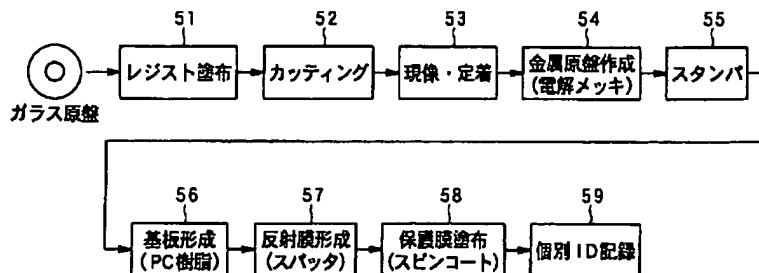 51
52
53
54
55
レジスト塗布
カッティング
現像・定着
金属原盤作成
(電解メッキ)
スタンパ
ガラス原盤
56
57
58
59
基板形成
(PC樹脂)
反射膜形成
(スパッタ)
保護膜塗布
(スピンコート)
個別ID記録